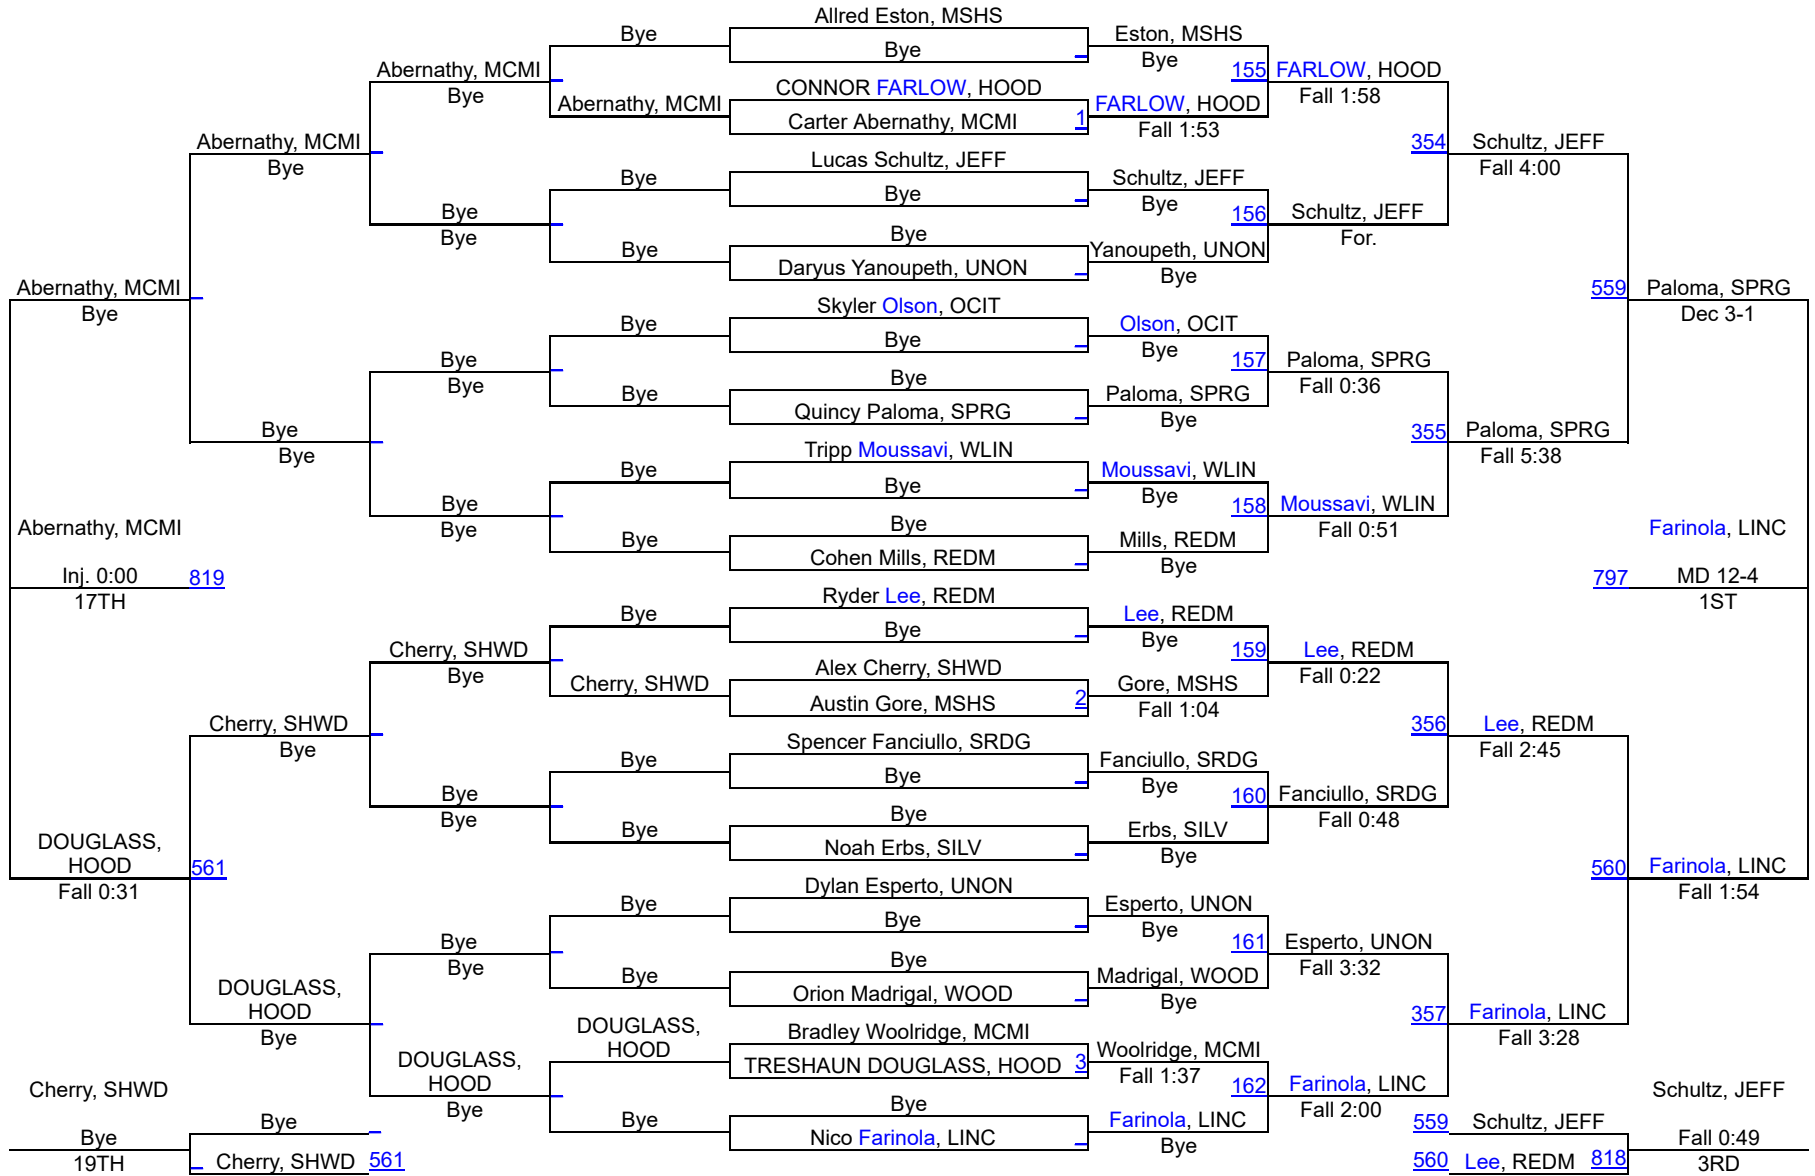 Allred Eston, MSHS
Bye
Bye
Eston, MSHS
Bye
Abernathy, MCMI
Bye
155
FARLOW, HOOD
Fall 1:58
CONNOR FARLOW, HOOD
Abernathy, MCMI
Carter Abernathy, MCMI
1
FARLOW, HOOD
Fall 1:53
Abernathy, MCMI
Bye
354
Schultz, JEFF
Fall 4:00
Lucas Schultz, JEFF
Bye
Bye
Schultz, JEFF
Bye
Bye
Bye
156
Schultz, JEFF
For.
Bye
Bye
Daryus Yanoupeth, UNON
Yanoupeth, UNON
Bye
Abernathy, MCMI
Bye
559
Paloma, SPRG
Dec 3-1
Skyler Olson, OCIT
Bye
Bye
Olson, OCIT
Bye
Bye
Bye
157
Paloma, SPRG
Fall 0:36
Bye
Bye
Quincy Paloma, SPRG
Paloma, SPRG
Bye
Bye
Bye
355
Paloma, SPRG
Fall 5:38
Tripp Moussavi, WLIN
Bye
Bye
Moussavi, WLIN
Bye
Bye
Bye
158
Moussavi, WLIN
Fall 0:51
Bye
Bye
Cohen Mills, REDM
Mills, REDM
Bye
Abernathy, MCMI
Inj. 0:00
819
17TH
Farinola, LINC
797
MD 12-4
1ST
Ryder Lee, REDM
Bye
Bye
Lee, REDM
Bye
Cherry, SHWD
Bye
159
Lee, REDM
Fall 0:22
Alex Cherry, SHWD
Cherry, SHWD
Austin Gore, MSHS
2
Gore, MSHS
Fall 1:04
Cherry, SHWD
Bye
356
Lee, REDM
Fall 2:45
Spencer Fanciullo, SRDG
Bye
Bye
Fanciullo, SRDG
Bye
Bye
Bye
160
Fanciullo, SRDG
Fall 0:48
Bye
Bye
Noah Erbs, SILV
Erbs, SILV
Bye
DOUGLASS,
HOOD
561
Fall 0:31
560
Farinola, LINC
Fall 1:54
Dylan Esperto, UNON
Bye
Bye
Esperto, UNON
Bye
Bye
Bye
161
Esperto, UNON
Fall 3:32
Bye
Bye
Orion Madrigal, WOOD
Madrigal, WOOD
Bye
DOUGLASS,
HOOD
Bye
357
Farinola, LINC
Fall 3:28
DOUGLASS,
HOOD
Bradley Woolridge, MCMI
TRESHAUN DOUGLASS, HOOD
3
Woolridge, MCMI
Fall 1:37
DOUGLASS,
HOOD
Bye
162
Farinola, LINC
Fall 2:00
Bye
Bye
Nico Farinola, LINC
Farinola, LINC
Bye
Cherry, SHWD
Bye
19TH
Bye
Cherry, SHWD
561
Schultz, JEFF
559
Schultz, JEFF
560
Lee, REDM
818
Fall 0:49
3RD